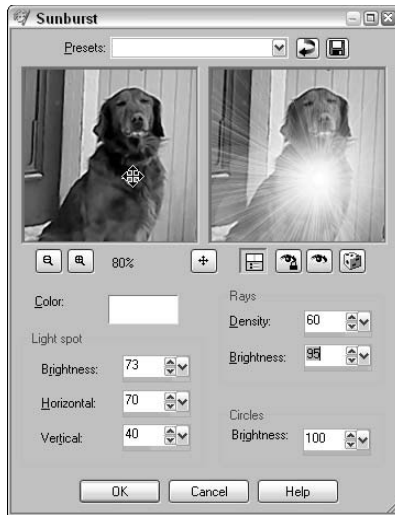 Sunburst
Presets:
80%
Color:
Light spot
Brightness: 73
Horizontal: 70
Vertical: 40
Rays
Density: 60
Brightness: 95
Circles
Brightness: 100
OK Cancel Help